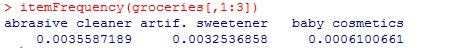 > itemFrequency(groceries[,1:3])
abrasive cleaner artif. sweetener   baby cosmetics
    0.0035587189     0.0032536858     0.0006100661